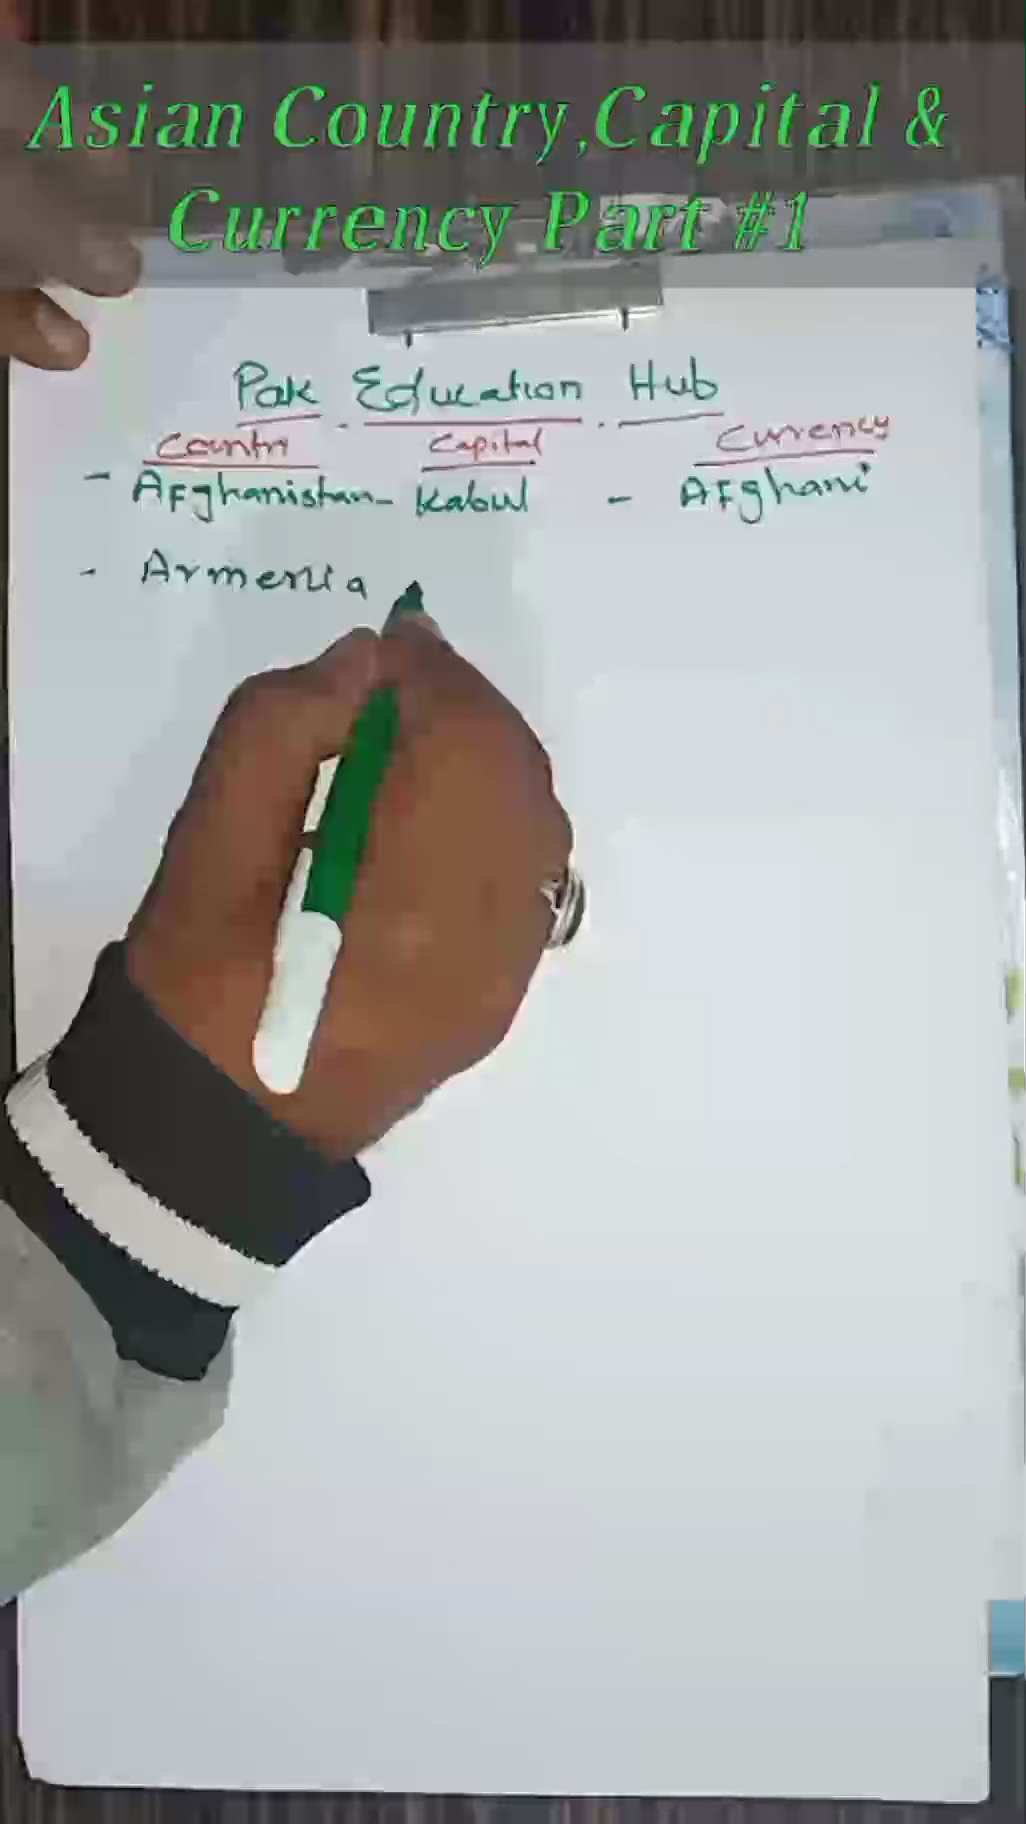 Asian Country,Capital &
Currency Part #1
Pak Education Hub
Country Capital Currency
- Afghanistan - Kabul - Afghani
- Armenia